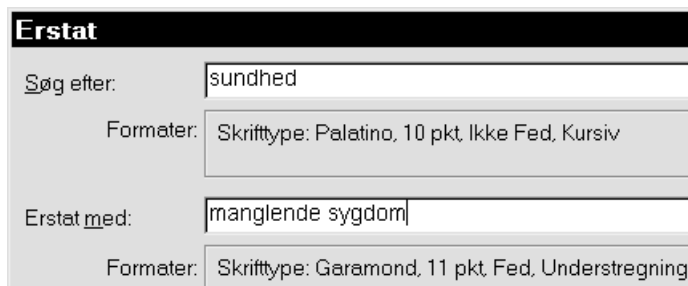 Erstat
Søg efter: sundhed
Formater: Skrifttype: Palatino, 10 pkt, Ikke Fed, Kursiv
Erstat med: manglende sygdom
Formater: Skrifttype: Garamond, 11 pkt, Fed, Understregning